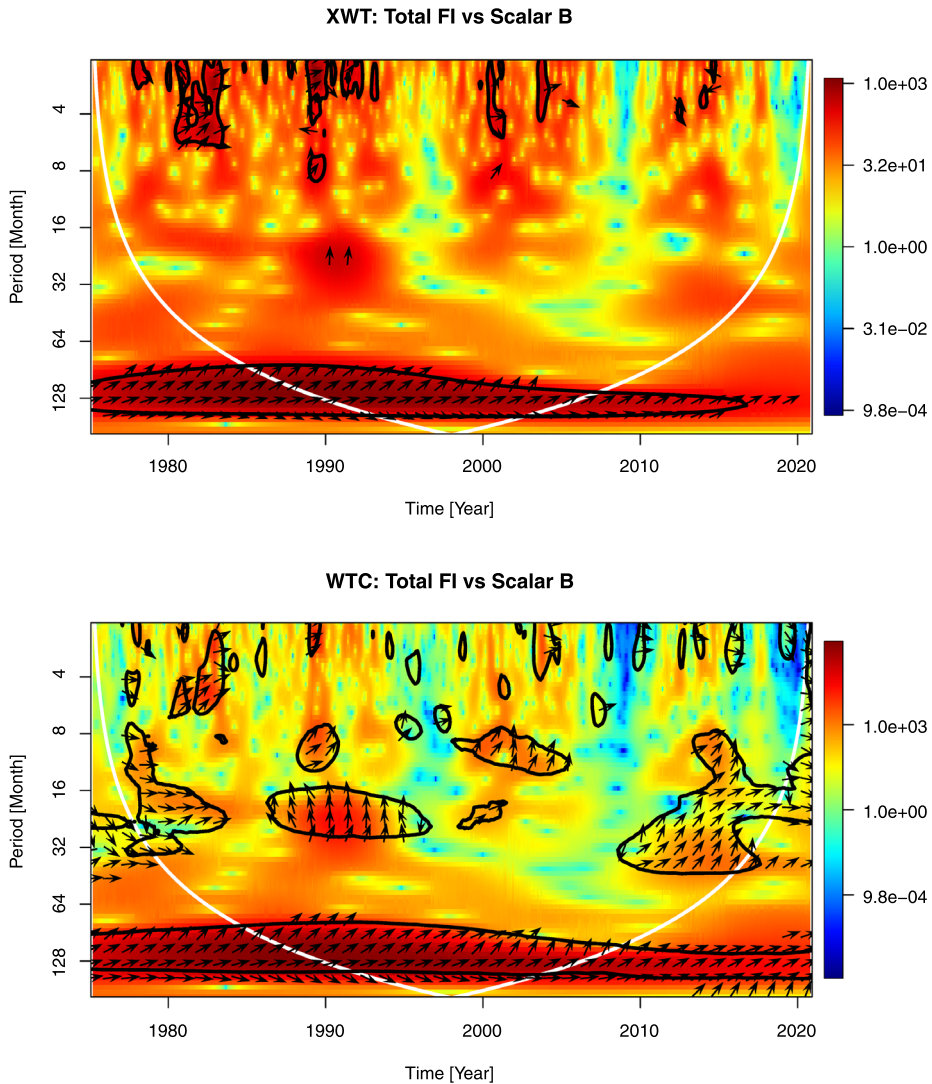 XWT: Total FI vs Scalar B
Period [Month]
4
8
16
32
64
128
1.0e+03
3.2e+01
1.0e+00
3.1e−02
9.8e−04
1980 1990 2000 2010 2020
Time [Year]
WTC: Total FI vs Scalar B
Period [Month]
4
8
16
32
64
128
1.0e+03
1.0e+00
9.8e−04
1980 1990 2000 2010 2020
Time [Year]